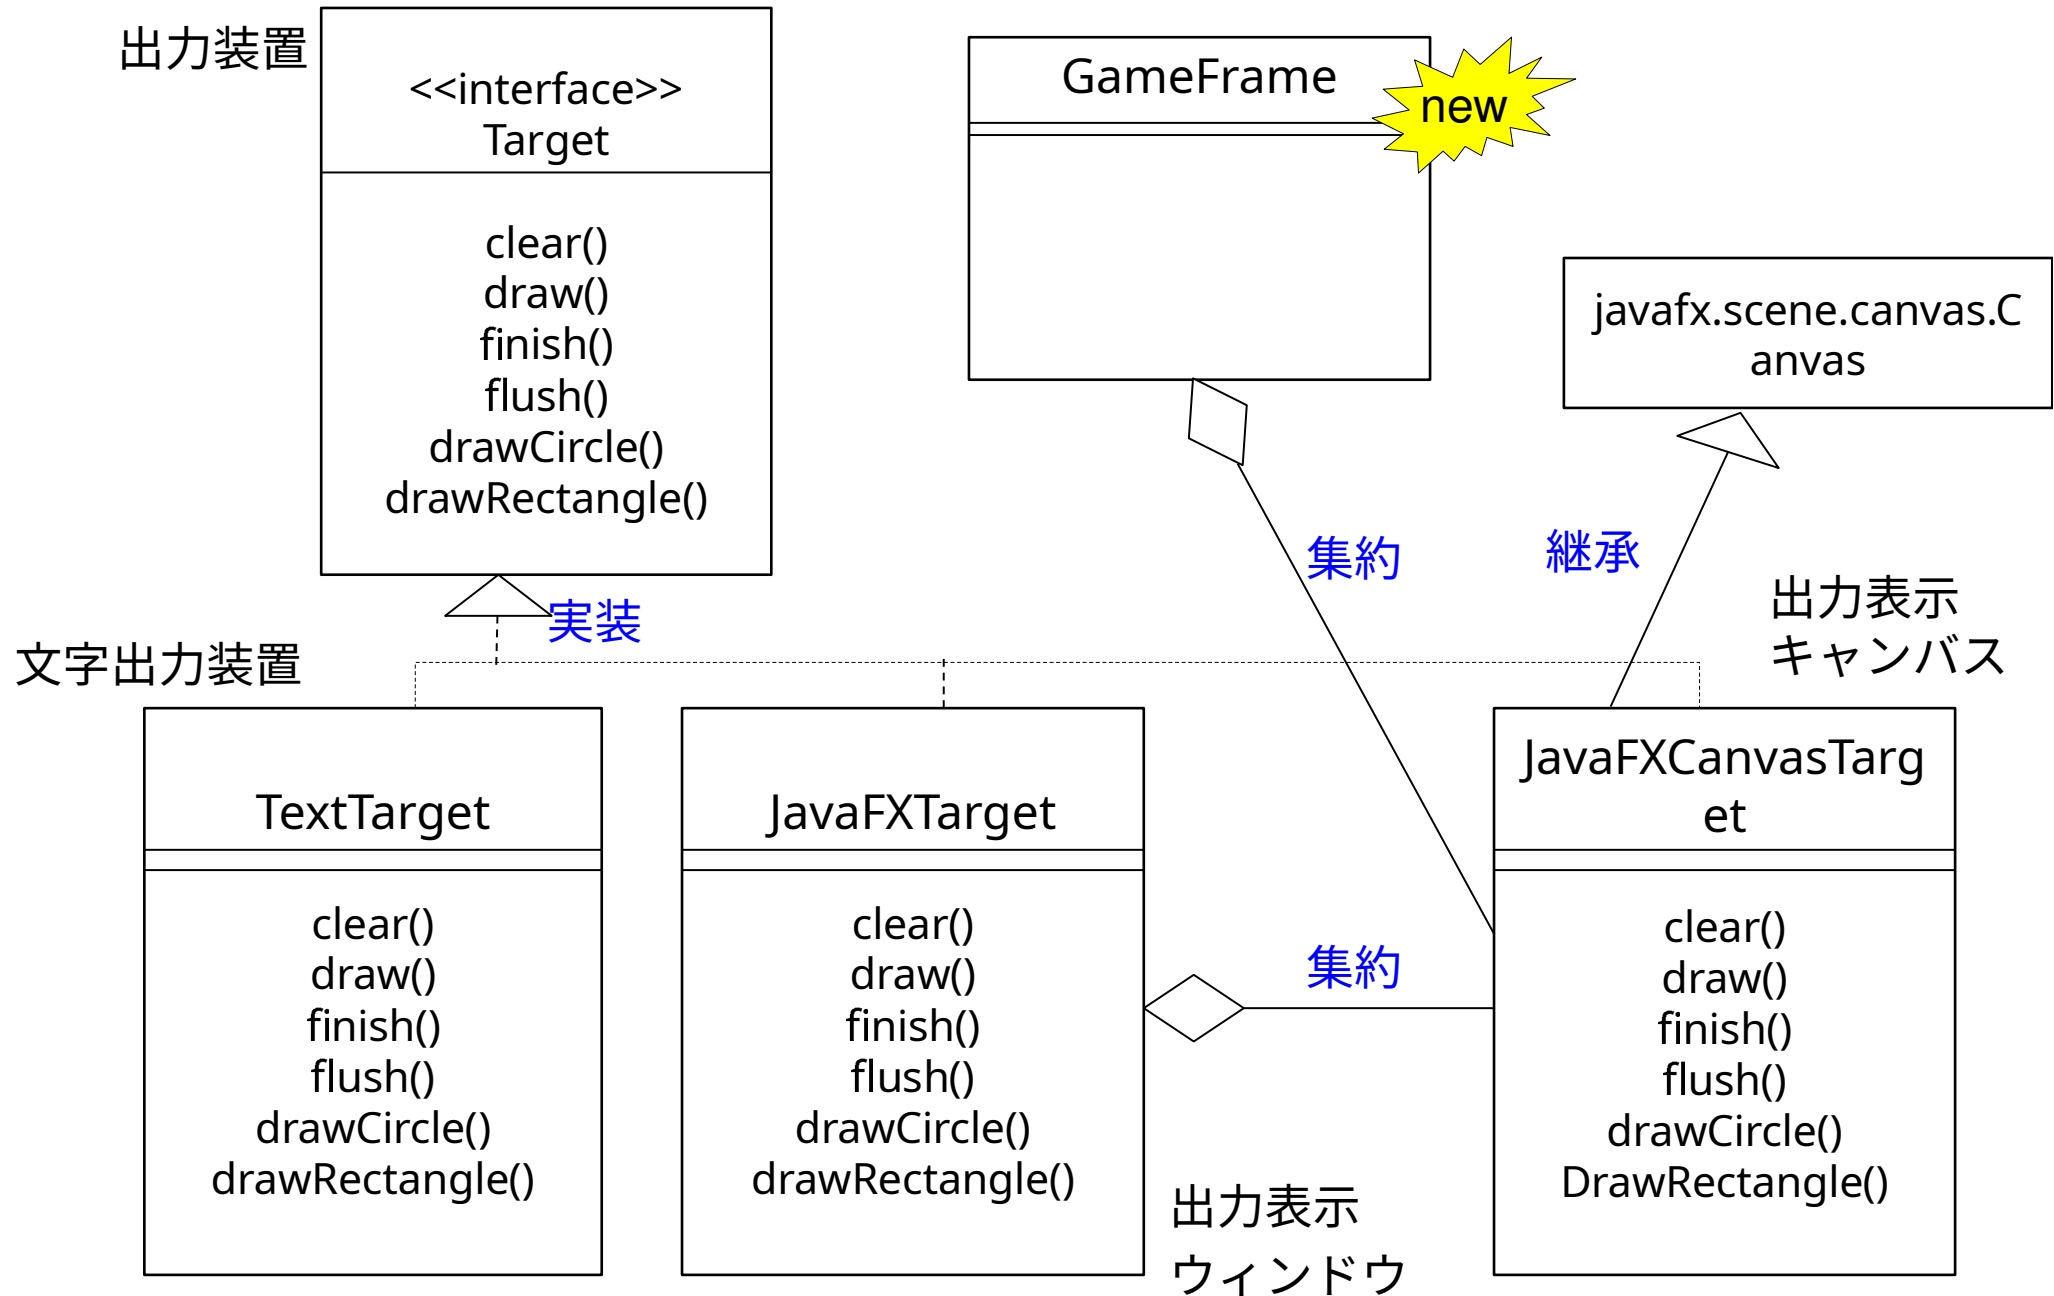 出力装置
<<interface>>
Target
clear()
draw()
finish()
flush()
drawCircle()
drawRectangle()
GameFrame
new
javafx.scene.canvas.C
anvas
実装
集約
継承
出力表示
キャンバス
文字出力装置
TextTarget
clear()
draw()
finish()
flush()
drawCircle()
drawRectangle()
JavaFXTarget
clear()
draw()
finish()
flush()
drawCircle()
drawRectangle()
集約
出力表示
ウィンドウ
JavaFXCanvasTarg
et
clear()
draw()
finish()
flush()
drawCircle()
DrawRectangle()